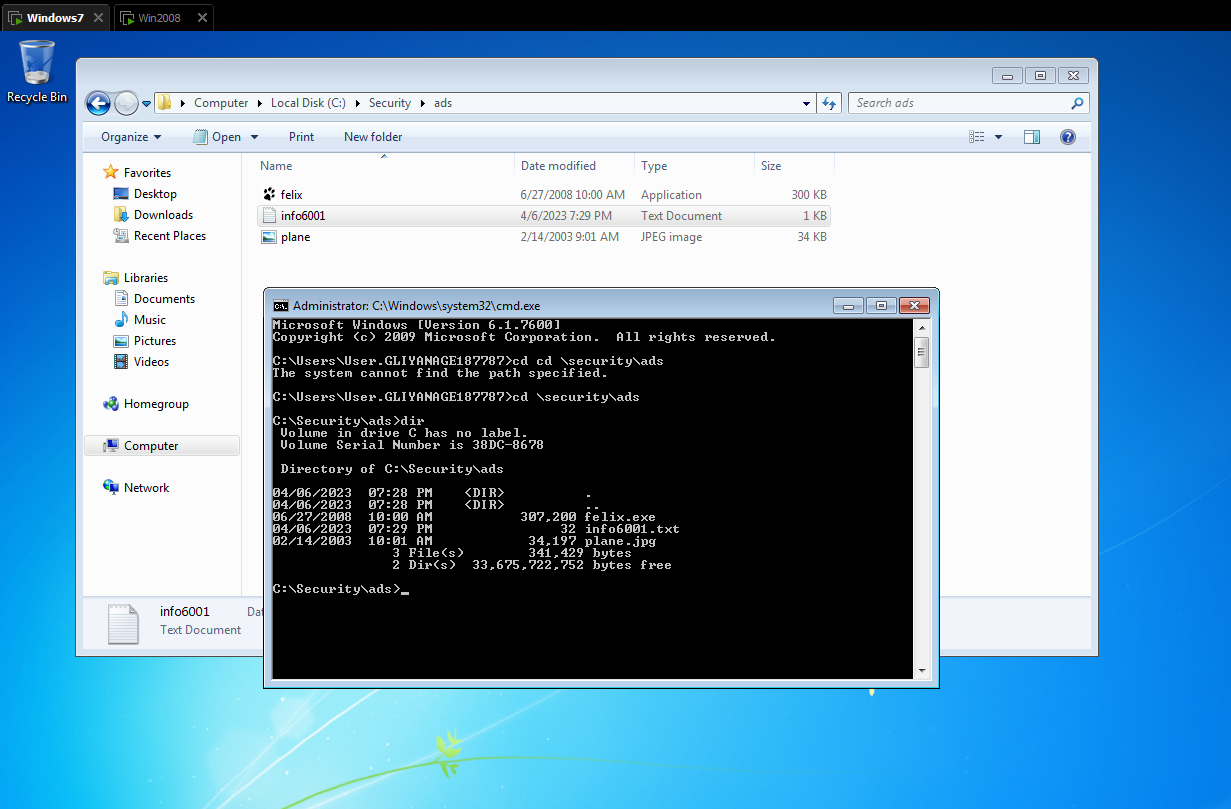 Windows7
Win2008
Recycle Bin
Computer Local Disk (C:) Security ads
Search ads
Organize Open Print New folder
Name Date modified Type Size
felix 6/27/2008 10:00 AM Application 300 KB
info6001 4/6/2023 7:29 PM Text Document 1 KB
plane 2/14/2003 9:01 AM JPEG image 34 KB
Favorites
Desktop
Downloads
Recent Places
Libraries
Documents
Music
Pictures
Videos
Homegroup
Computer
Network
info6001 Dat
Text Document
Administrator: C:\Windows\system32\cmd.exe
Microsoft Windows [Version 6.1.7600]
Copyright (c) 2009 Microsoft Corporation. All rights reserved.
C:\Users\User.GLIYANAGE187787>cd cd \security\ads
The system cannot find the path specified.
C:\Users\User.GLIYANAGE187787>cd \security\ads
C:\Security\ads>dir
Volume in drive C has no label.
Volume Serial Number is 38DC-8678
Directory of C:\Security\ads
04/06/2023 07:28 PM <DIR> .
04/06/2023 07:28 PM <DIR> ..
06/27/2008 10:00 AM 307,200 felix.exe
04/06/2023 07:29 PM 32 info6001.txt
02/14/2003 10:01 AM 34,197 plane.jpg
3 File(s) 341,429 bytes
2 Dir(s) 33,675,722,752 bytes free
C:\Security\ads>_